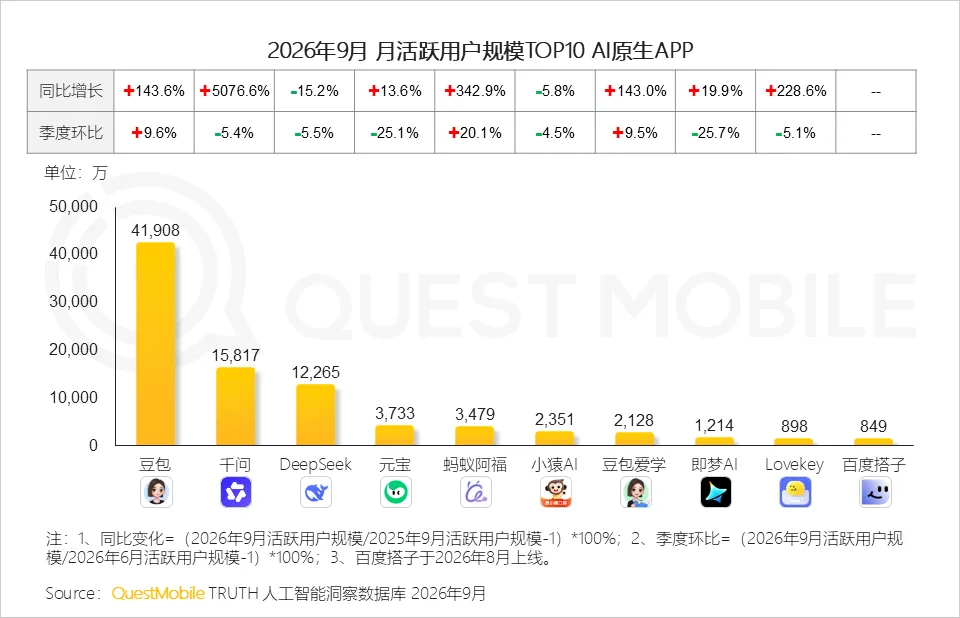 2026年9月 月活跃用户规模TOP10 AI原生APP
同比增长 +143.6% +5076.6% -15.2% +13.6% +342.9% -5.8% +143.0% +19.9% +228.6% --
季度环比 +9.6% -5.4% -5.5% -25.1% +20.1% -4.5% +9.5% -25.7% -5.1% --
单位：万
50,000
40,000
30,000
20,000
10,000
0
41,908
15,817
12,265
3,733
3,479
2,351
2,128
1,214
898
849
QUEST MOBILE
豆包 千问 DeepSeek 元宝 蚂蚁阿福 小猿AI 豆包爱学 即梦AI Lovekey 百度搭子
注：1、同比变化=（2026年9月活跃用户规模/2025年9月活跃用户规模-1）*100%；2、季度环比=（2026年9月活跃用户规
模/2026年6月活跃用户规模-1）*100%；3、百度搭子于2026年8月上线。
Source：QuestMobile TRUTH 人工智能洞察数据库 2026年9月